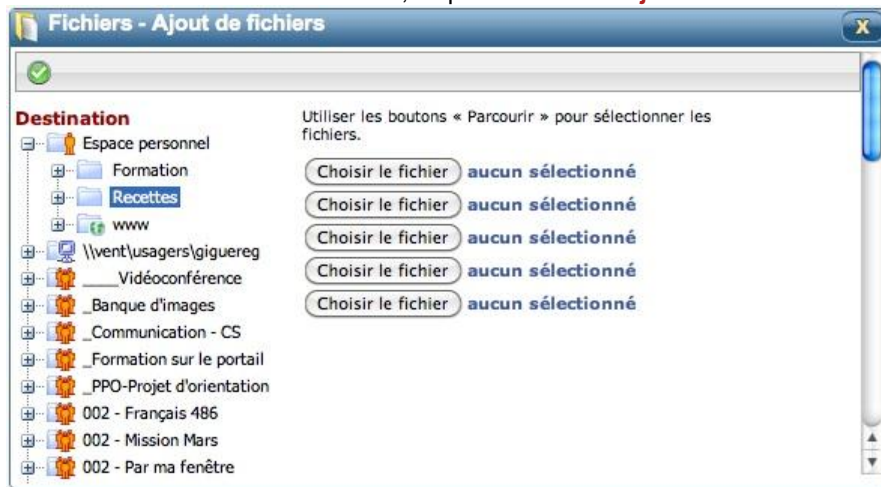 Fichiers - Ajout de fichiers
X
Destination
Espace personnel
Formation
Recettes
www
\\vent\usagers\giguereg
____Vidéoconférence
_Banque d'images
_Communication - CS
_Formation sur le portail
_PPO-Projet d'orientation
002 - Français 486
002 - Mission Mars
002 - Par ma fenêtre
Utiliser les boutons « Parcourir » pour sélectionner les
fichiers.
Choisir le fichier aucun sélectionné
Choisir le fichier aucun sélectionné
Choisir le fichier aucun sélectionné
Choisir le fichier aucun sélectionné
Choisir le fichier aucun sélectionné